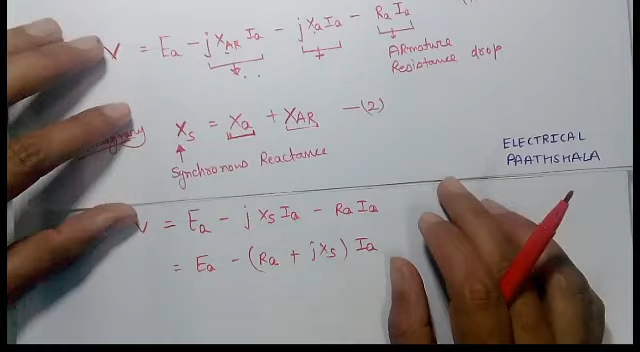 V = Ea - j XAR Ia - j Xa Ia - Ra Ia
ARmature
Resistance drop
Xs = Xa + XAR —(2)
Synchronous Reactance
ELECTRICAL
PAATHSHALA
V = Ea - j Xs Ia - Ra Ia
= Ea - (Ra + j Xs) Ia